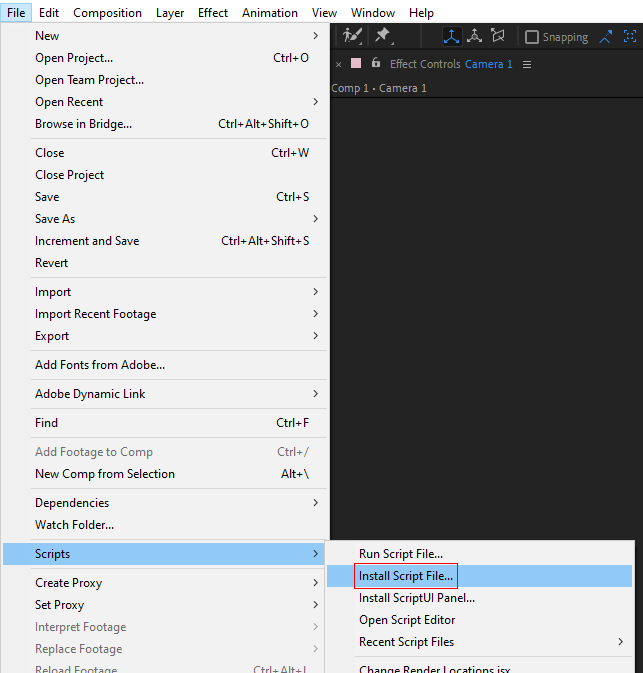 File Edit Composition Layer Effect Animation View Window Help
New
Open Project... Ctrl+O
Open Team Project...
Open Recent
Browse in Bridge... Ctrl+Alt+Shift+O
Close Ctrl+W
Close Project
Save Ctrl+S
Save As
Increment and Save Ctrl+Alt+Shift+S
Revert
Import
Import Recent Footage
Export
Add Fonts from Adobe...
Adobe Dynamic Link
Find Ctrl+F
Add Footage to Comp Ctrl+/
New Comp from Selection Alt+\
Dependencies
Watch Folder...
Scripts
Create Proxy
Set Proxy
Interpret Footage
Replace Footage
Reload Footage Ctrl+Alt+L
Snapping
Effect Controls Camera 1
Comp 1 • Camera 1
Run Script File...
Install Script File...
Install ScriptUI Panel...
Open Script Editor
Recent Script Files
Change Render Locations.jsx